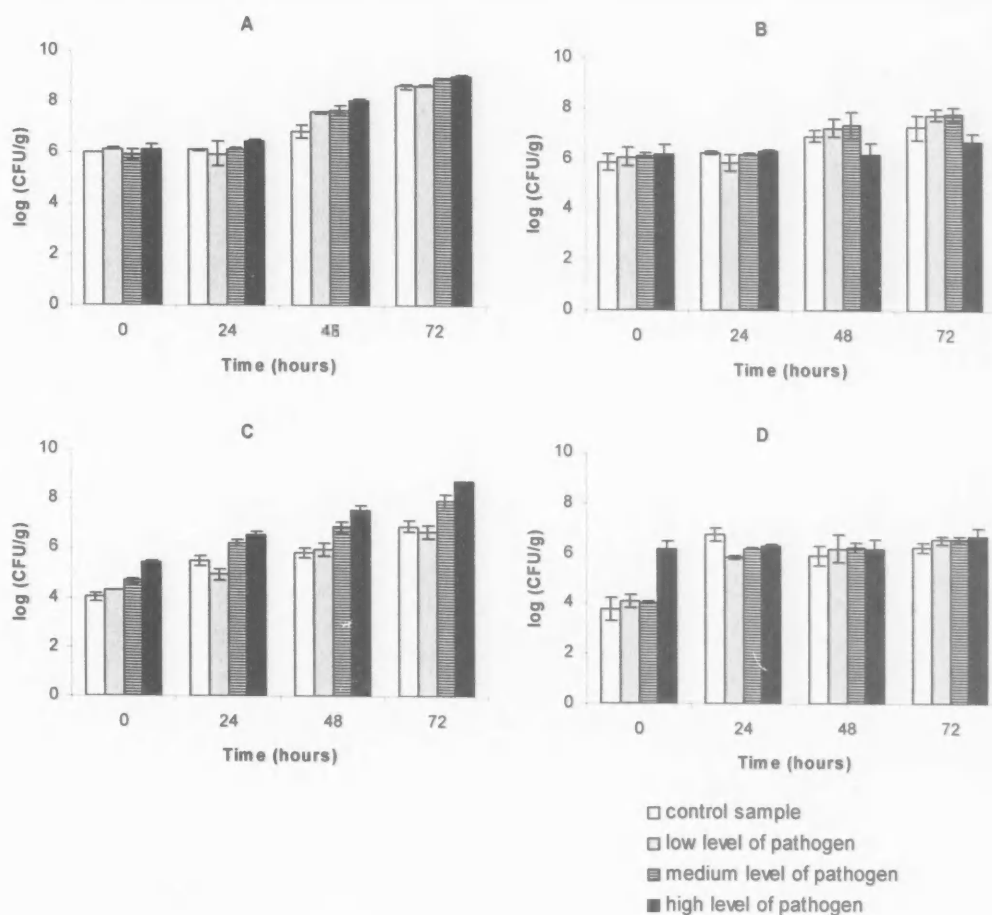 A
10
8
6
4
2
0
log (CFU/g)
0 24 48 72
Time (hours)
B
10
8
6
4
2
0
log (CFU/g)
0 24 48 72
Time (hours)
C
10
8
6
4
2
0
log (CFU/g)
0 24 48 72
Time (hours)
D
10
8
6
4
2
0
log (CFU/g)
0 24 48 72
Time (hours)
control sample
low level of pathogen
medium level of pathogen
high level of pathogen